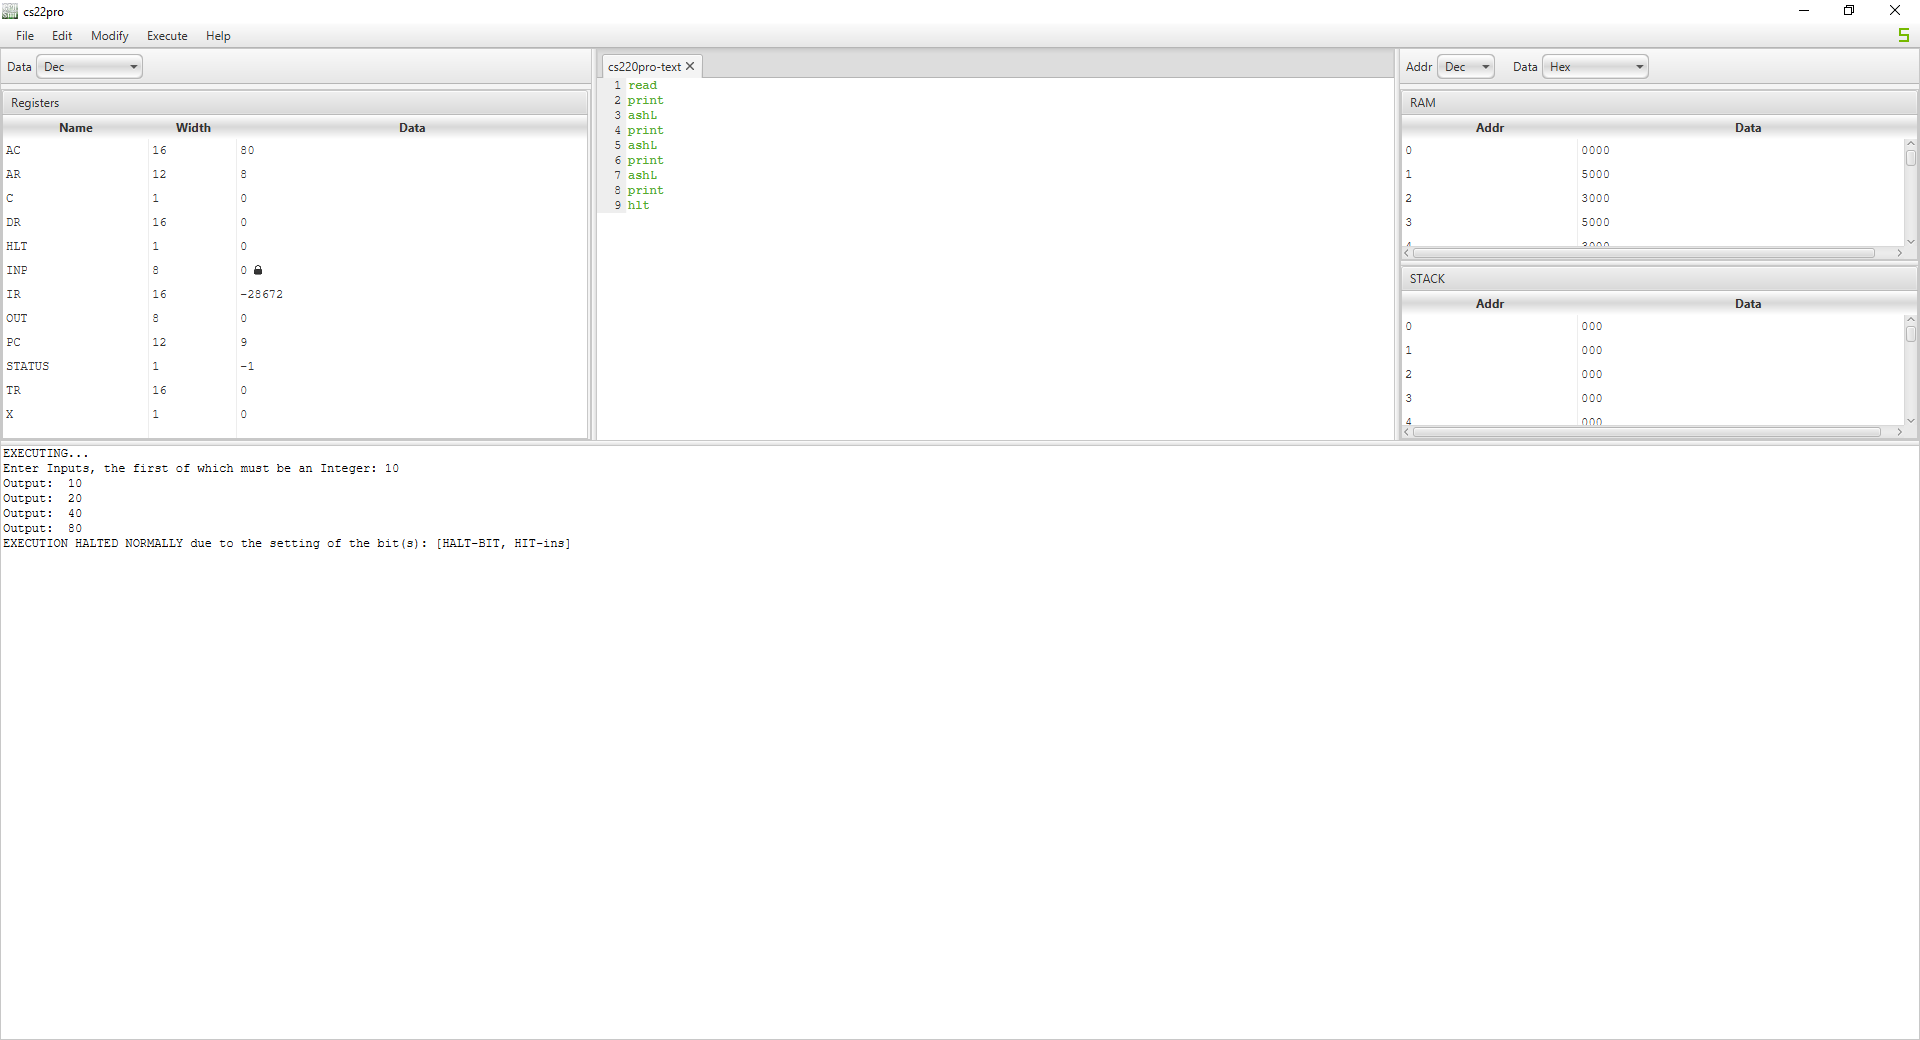 cs22pro
File Edit Modify Execute Help
5
Data Dec
Registers
Name Width Data
AC 16 80
AR 12 8
C 1 0
DR 16 0
HLT 1 0
INP 8 0
IR 16 -28672
OUT 8 0
PC 12 9
STATUS 1 -1
TR 16 0
X 1 0
cs220pro-text
1 read
2 print
3 ashL
4 print
5 ashL
6 print
7 ashL
8 print
9 hlt
Addr Dec Data Hex
RAM
Addr Data
0 0000
1 5000
2 3000
3 5000
4 3000
STACK
Addr Data
0 000
1 000
2 000
3 000
4 000
EXECUTING...
Enter Inputs, the first of which must be an Integer: 10
Output: 10
Output: 20
Output: 40
Output: 80
EXECUTION HALTED NORMALLY due to the setting of the bit(s): [HALT-BIT, HIT-ins]